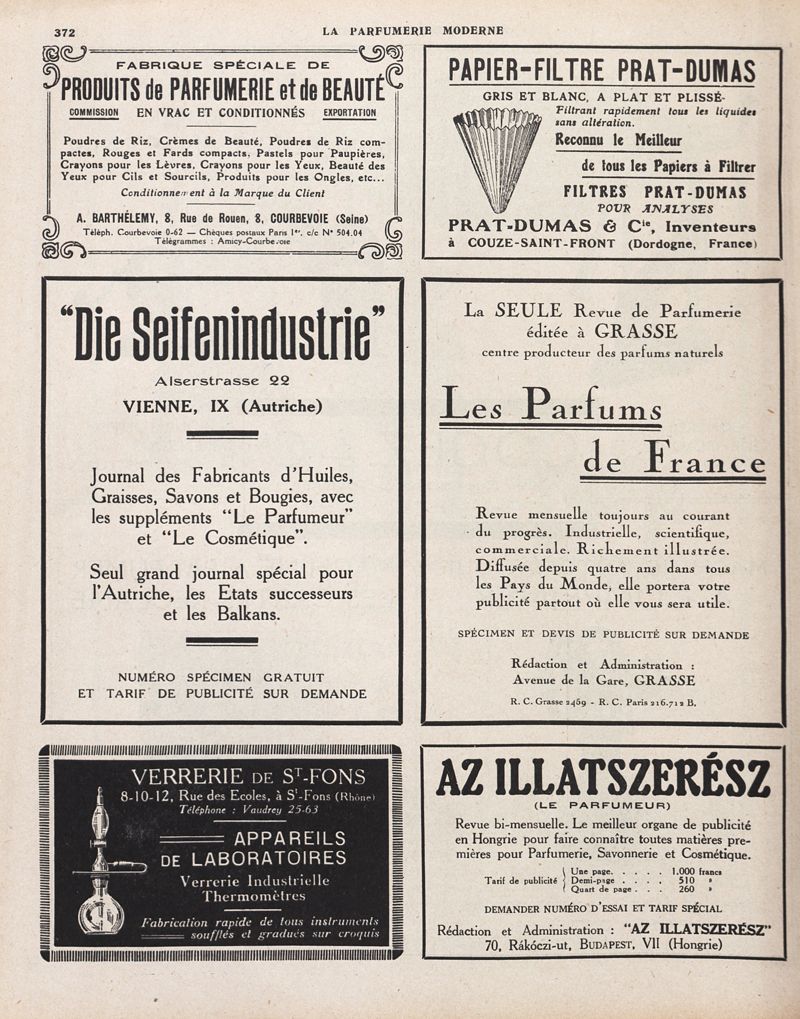 372
LA PARFUMERIE MODERNE
FABRIQUE SPÉCIALE DE
PRODUITS de PARFUMERIE et de BEAUTÉ
COMMISSION EN VRAC ET CONDITIONNÉS EXPORTATION
Poudres de Riz, Crèmes de Beauté, Poudres de Riz com-
pactes, Rouges et Fards compacts, Pastels pour Paupières,
Crayons pour les Lèvres, Crayons pour les Yeux, Beauté des
Yeux pour Cils et Sourcils, Produits pour les Ongles, etc...
Conditionnement à la Marque du Client
A. BARTHÉLEMY, 8, Rue de Rouen, 8, COURBEVOIE (Seine)
Téléph. Courbevoie 0-62 — Chèques postaux Paris 1er, c/c N° 504.04
Télégrammes : Amicy-Courbevoie
PAPIER-FILTRE PRAT-DUMAS
GRIS ET BLANC, A PLAT ET PLISSÉ-
Filtrant rapidement tous les liquides
sans altération.
Reconnu le Meilleur
de tous les Papiers à Filtrer
FILTRES PRAT-DUMAS
POUR ANALYSES
PRAT-DUMAS & Cie, Inventeurs
à COUZE-SAINT-FRONT (Dordogne, France)
"Die Seifenindustrie"
Alserstrasse 22
VIENNE, IX (Autriche)
Journal des Fabricants d'Huiles,
Graisses, Savons et Bougies, avec
les suppléments "Le Parfumeur"
et "Le Cosmétique".
Seul grand journal spécial pour
l'Autriche, les Etats successeurs
et les Balkans.
NUMÉRO SPÉCIMEN GRATUIT
ET TARIF DE PUBLICITÉ SUR DEMANDE
La SEULE Revue de Parfumerie
éditée à GRASSE
centre producteur des parfums naturels
Les Parfums
de France
Revue mensuelle toujours au courant
du progrès. Industrielle, scientifique,
commerciale. Richement illustrée.
Diffusée depuis quatre ans dans tous
les Pays du Monde, elle portera votre
publicité partout où elle vous sera utile.
SPÉCIMEN ET DEVIS DE PUBLICITÉ SUR DEMANDE
Rédaction et Administration :
Avenue de la Gare, GRASSE
R. C. Grasse 2469 - R. C. Paris 216.712 B.
VERRERIE DE ST-FONS
8-10-12, Rue des Ecoles, à St-Fons (Rhône)
Téléphone : Vaudrey 25-63
APPAREILS
DE LABORATOIRES
Verrerie Industrielle
Thermomètres
Fabrication rapide de tous instruments
soufflés et gradués sur croquis
AZ ILLATSZERÉSZ
(LE PARFUMEUR)
Revue bi-mensuelle. Le meilleur organe de publicité
en Hongrie pour faire connaître toutes matières pre-
mières pour Parfumerie, Savonnerie et Cosmétique.
Tarif de publicité
Une page. . . . . 1.000 francs
Demi-page . . . . 510 »
Quart de page . . . 260 »
DEMANDER NUMÉRO D'ESSAI ET TARIF SPÉCIAL
Rédaction et Administration : "AZ ILLATSZERÉSZ"
70, Rákóczi-ut, BUDAPEST, VII (Hongrie)